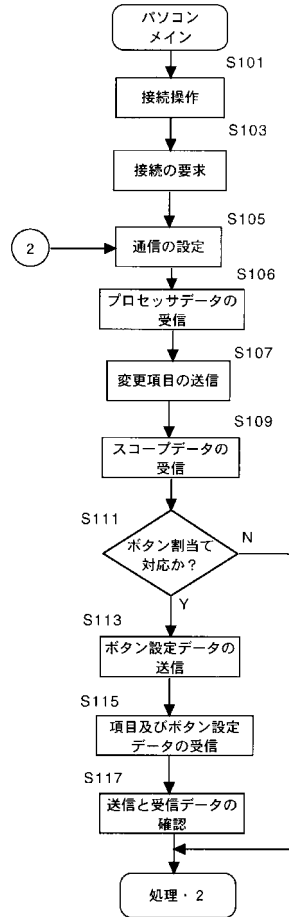 パソコン
メイン
S101
接続操作
S103
接続の要求
S105
2
通信の設定
S106
プロセッサデータの
受信
S107
変更項目の送信
S109
スコープデータの
受信
S111
ボタン割当て
対応か？
N
Y
S113
ボタン設定データの
送信
S115
項目及びボタン設定
データの受信
S117
送信と受信データの
確認
処理・2